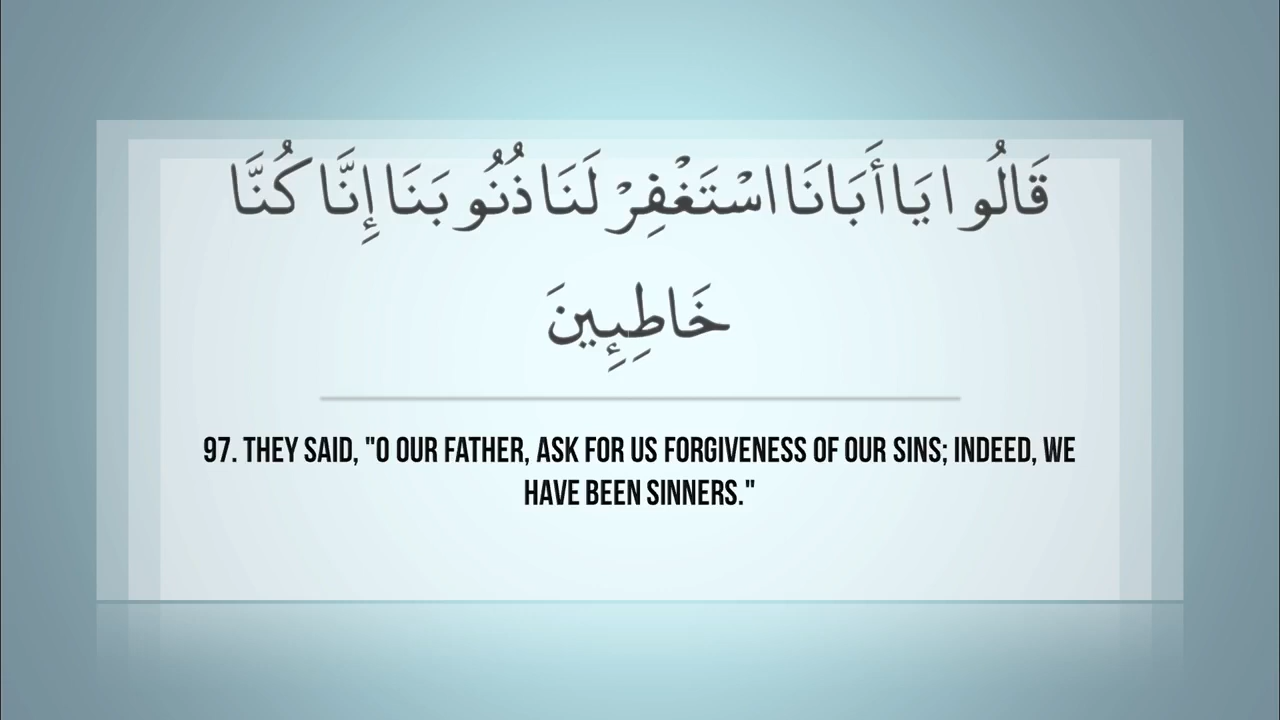 قَالُوا يَا أَبَانَا اسْتَغْفِرْ لَنَا ذُنُوبَنَا إِنَّا كُنَّا
خَاطِئِينَ
97. THEY SAID, "O OUR FATHER, ASK FOR US FORGIVENESS OF OUR SINS; INDEED, WE
HAVE BEEN SINNERS."